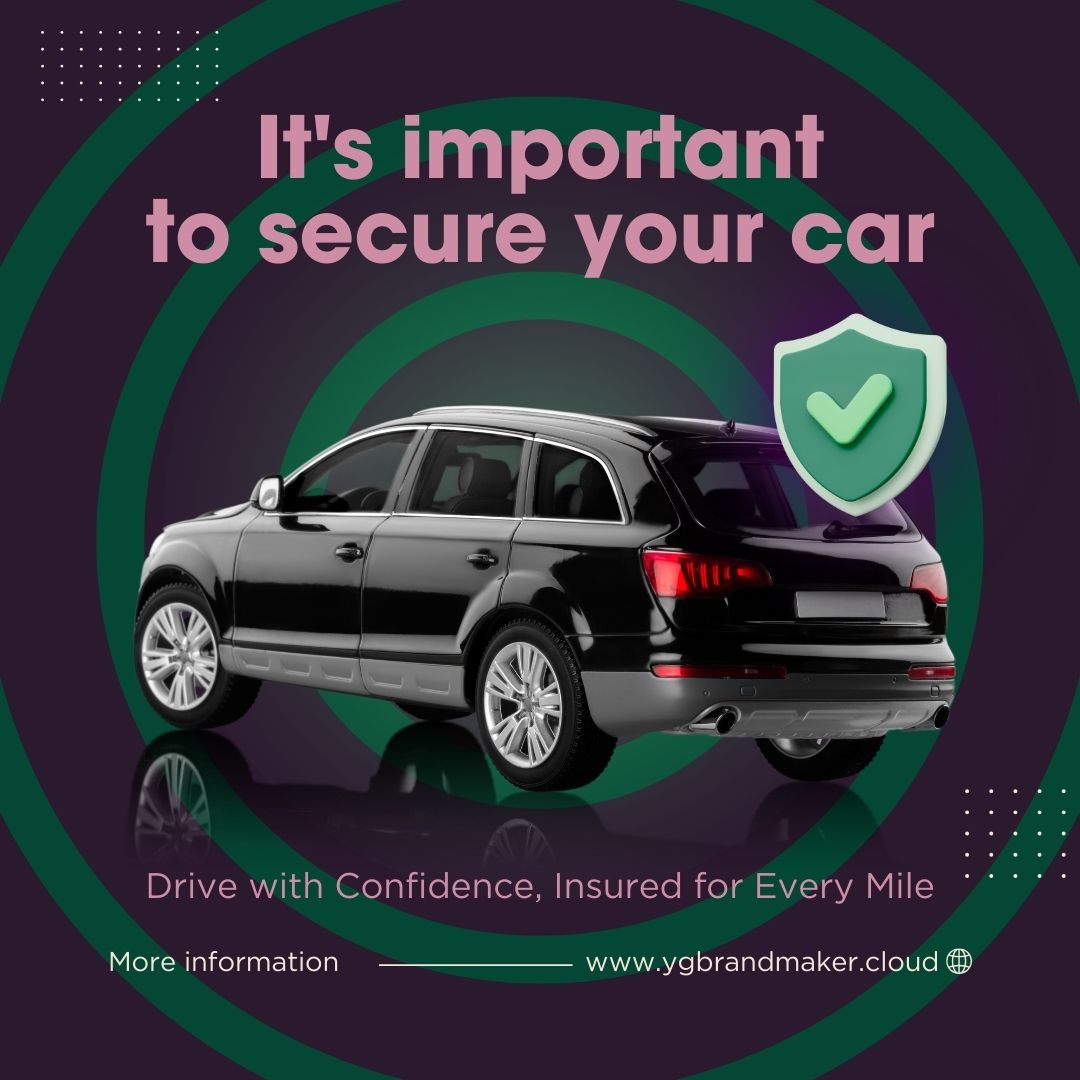 It's important
to secure your car
Drive with Confidence, Insured for Every Mile
More information
www.ygbrandmaker.cloud